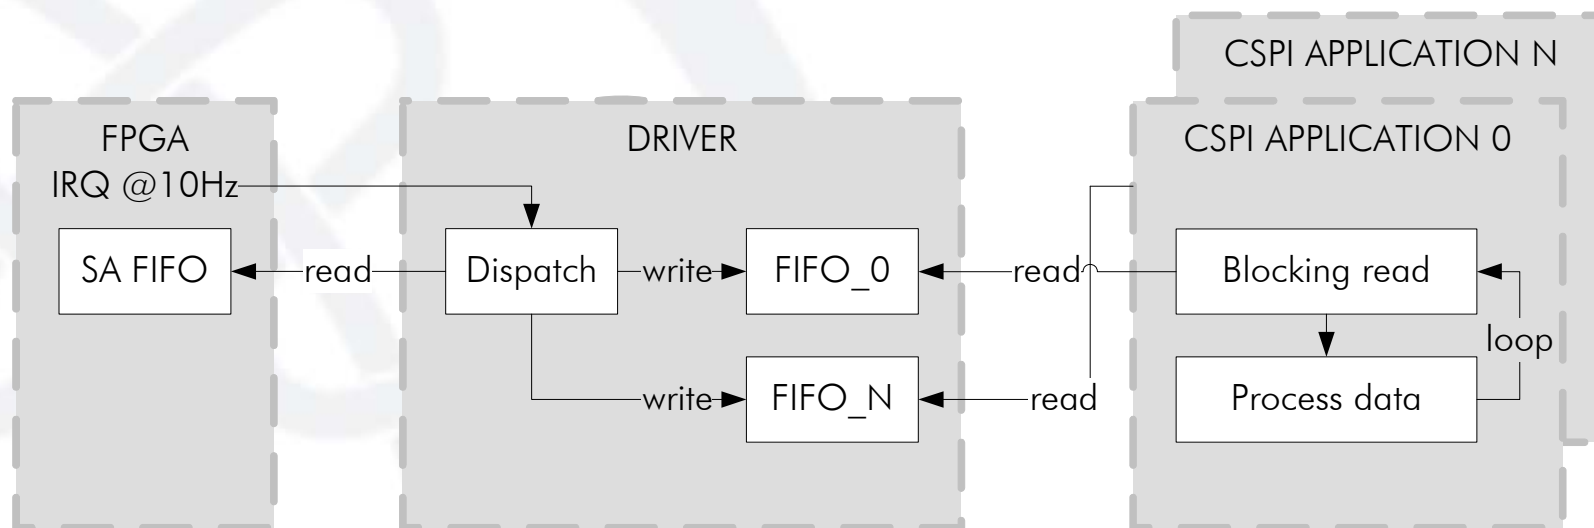 CSPI APPLICATION N
FPGA
IRQ @10Hz
DRIVER
CSPI APPLICATION 0
SA FIFO
read
Dispatch
write
FIFO_0
read
Blocking read
loop
write
FIFO_N
read
Process data